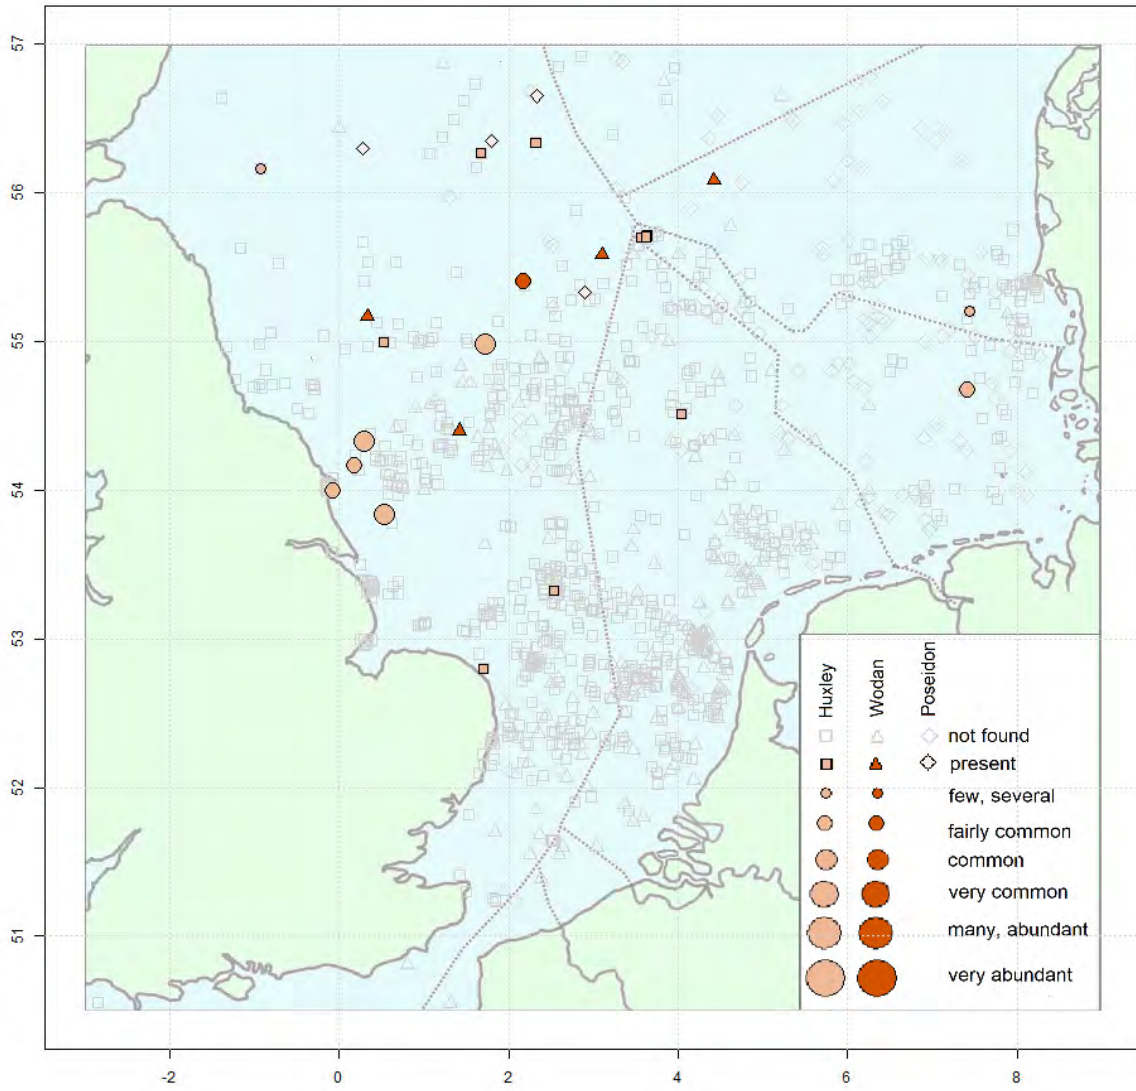 57
56
55
54
53
52
51
Huxley
Wodan
Poseidon
not found
present
few, several
fairly common
common
very common
many, abundant
very abundant
-2 0 2 4 6 8